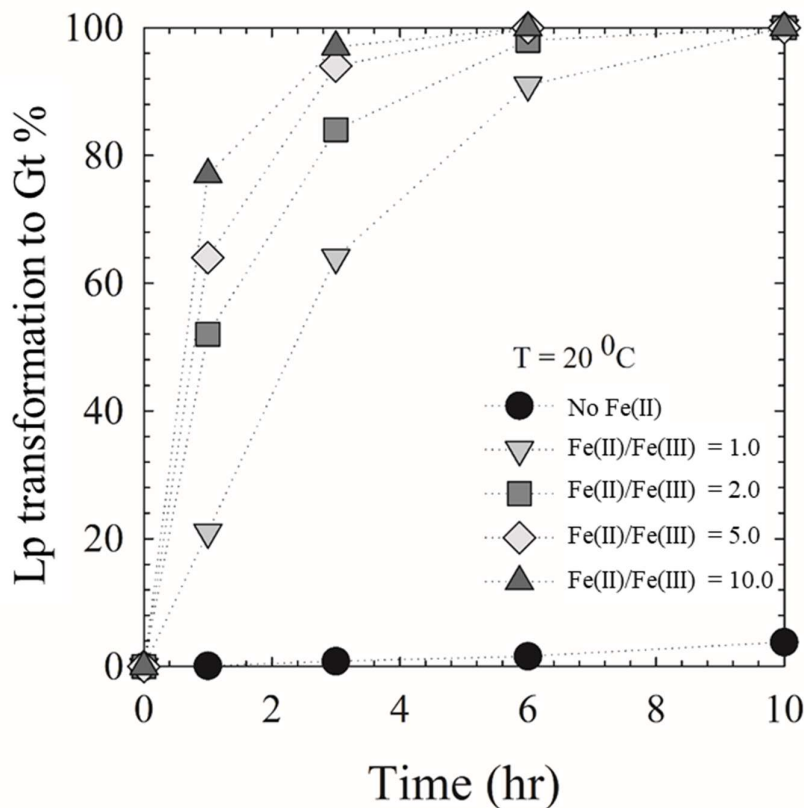 100
80
60
40
20
0
Lp transformation to Gt %
T = 20 ⁰C
No Fe(II)
Fe(II)/Fe(III) = 1.0
Fe(II)/Fe(III) = 2.0
Fe(II)/Fe(III) = 5.0
Fe(II)/Fe(III) = 10.0
0 2 4 6 8 10
Time (hr)